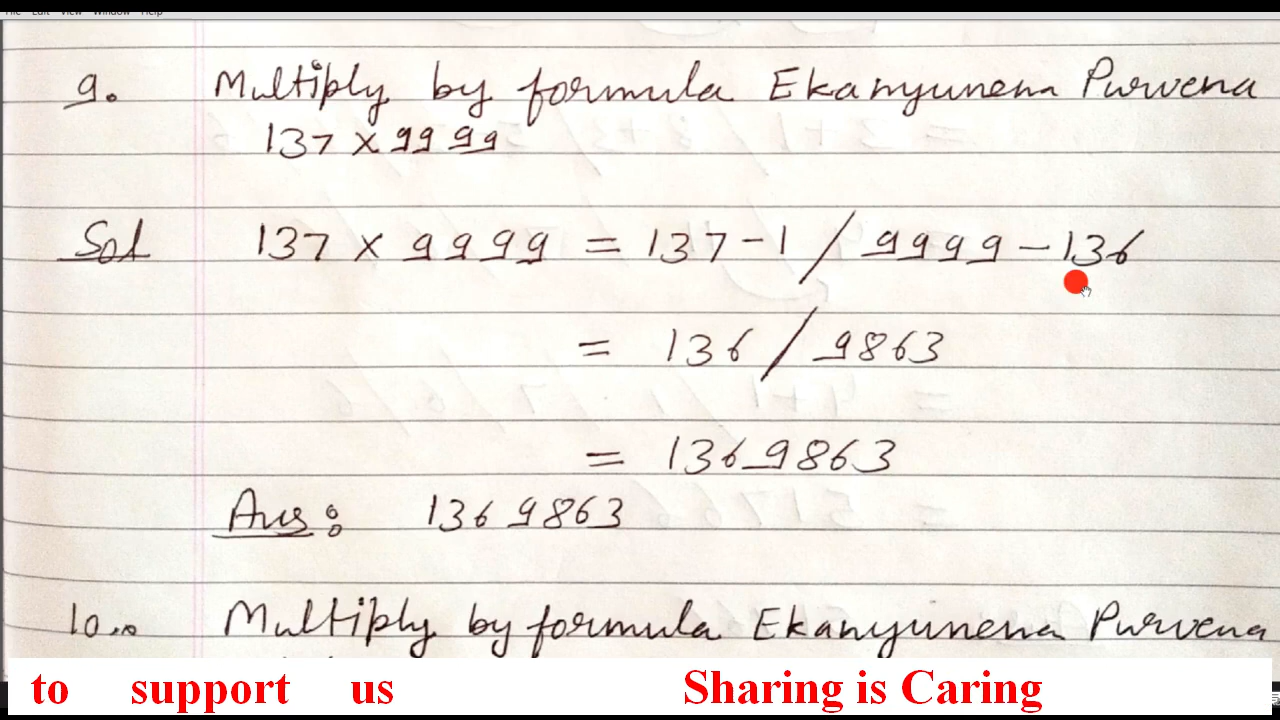 File Edit View Window Help
9. Multiply by formula Ekanyunena Purvena
137 × 9999
Sol 137 × 9999 = 137 - 1 / 9999 - 136
= 136 / 9863
= 1369863
Ans: 1369863
10. Multiply by formula Ekanyunena Purvena
to support us Sharing is Caring